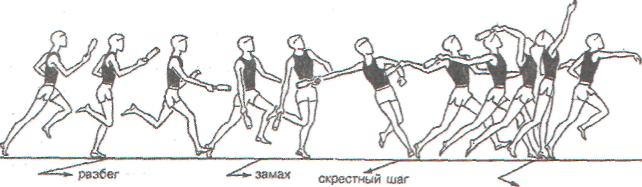 разбег
замах
скрестный шаг